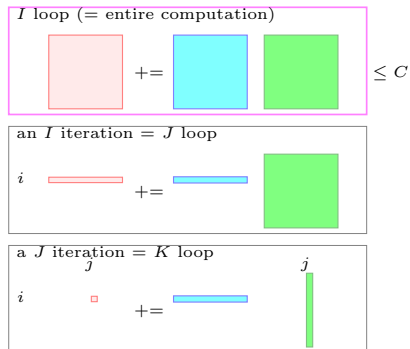 I loop (= entire computation)
+=
≤ C
an I iteration = J loop
i
+=
a J iteration = K loop
j j
i
+=